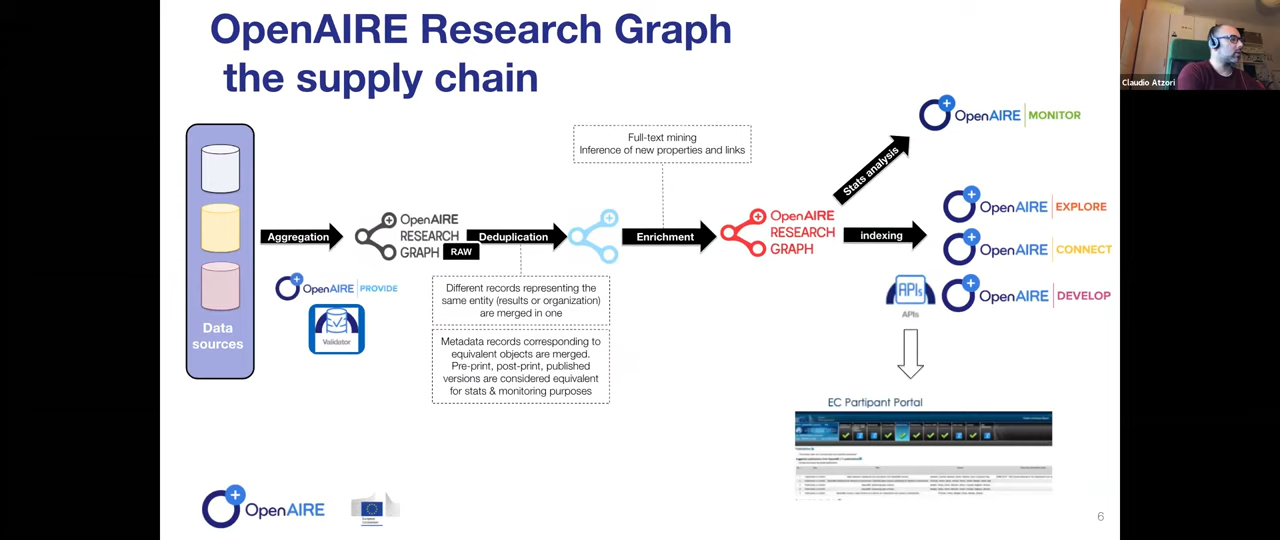 OpenAIRE Research Graph
the supply chain
Claudio Atzori
OpenAIRE MONITOR
Full-text mining
Inference of new properties and links
Stats analysis
OpenAIRE EXPLORE
Aggregation
OpenAIRE
RESEARCH
GRAPH RAW
Deduplication
Enrichment
OpenAIRE
RESEARCH
GRAPH
indexing
OpenAIRE CONNECT
OpenAIRE PROVIDE
Validator
Different records representing the
same entity (results or organization)
are merged in one
APIs
APIs
OpenAIRE DEVELOP
Data
sources
Metadata records corresponding to
equivalent objects are merged.
Pre-print, post-print, published
versions are considered equivalent
for stats & monitoring purposes
EC Partipant Portal
OpenAIRE
European
Commission
6